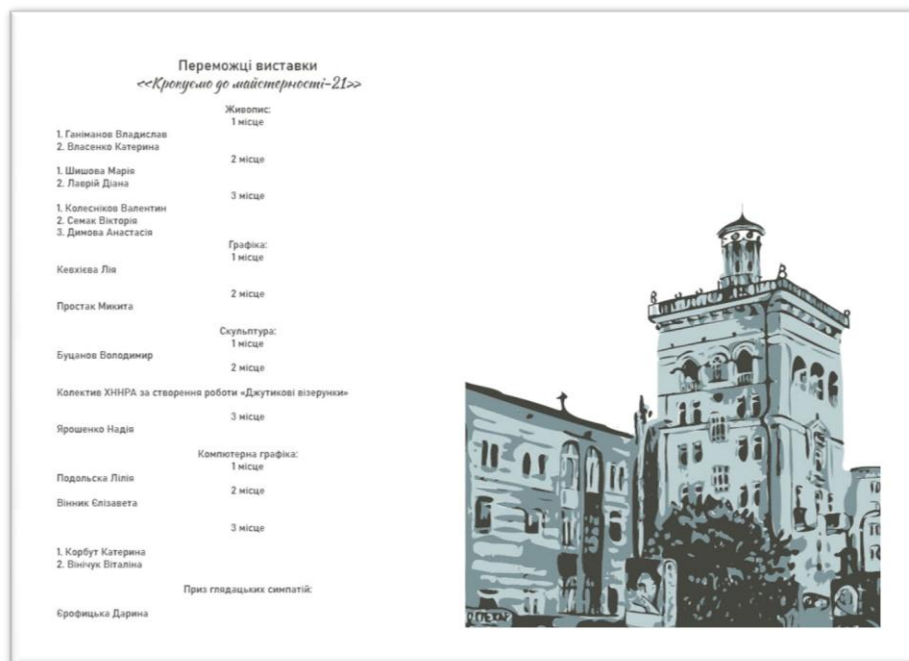 Переможці виставки
<<Крокуємо до майстерності-21>>
Живопис:
1 місце
1. Ганіманов Владислав
2. Власенко Катерина
2 місце
1. Шишова Марія
2. Лаврій Діана
3 місце
1. Колесніков Валентин
2. Семак Вікторія
3. Димова Анастасія
Графіка:
1 місце
Кевхієва Лія
2 місце
Простак Микита
Скульптура:
1 місце
Буцанов Володимир
2 місце
Колектив ХННРА за створення роботи «Джутикові візерунки»
3 місце
Ярошенко Надія
Компютерна графіка:
1 місце
Подольска Лілія
2 місце
Вінник Єлізавета
3 місце
1. Корбут Катерина
2. Вінічук Віталіна
Приз глядацьких симпатій:
Єрофицька Дарина